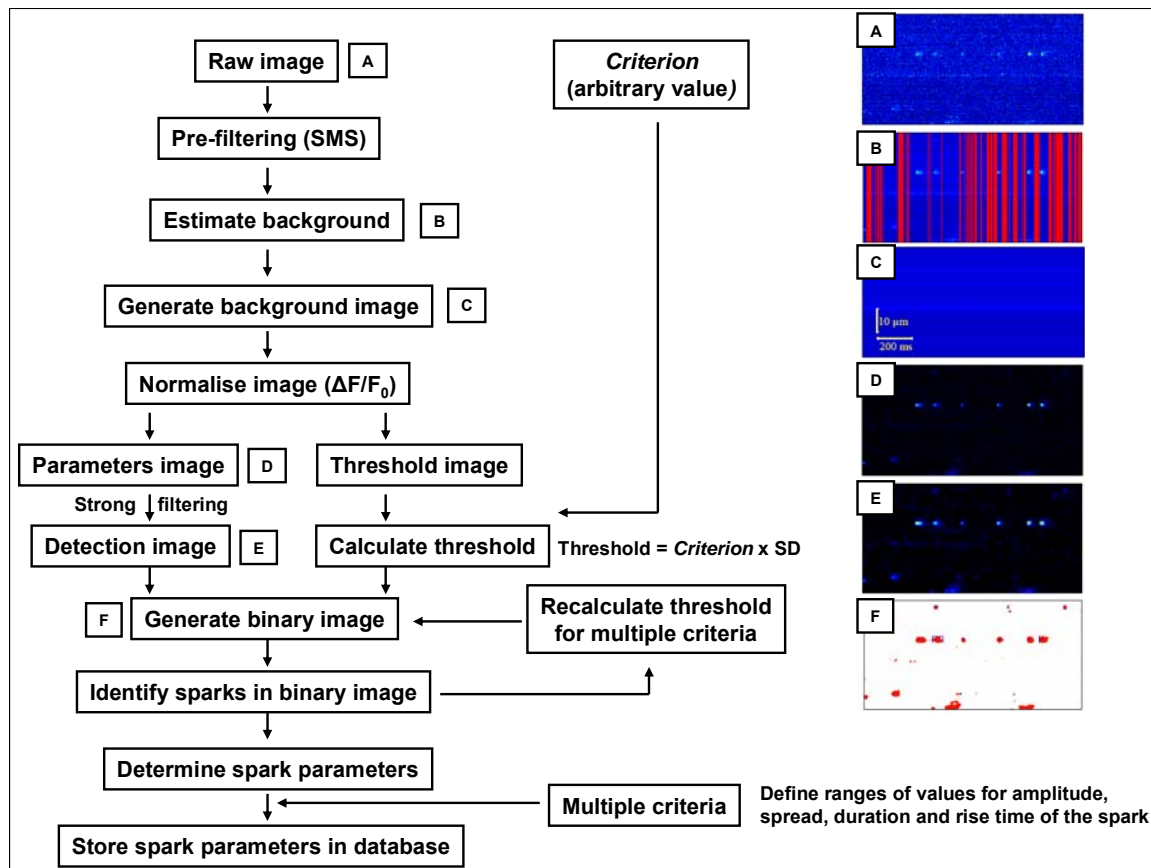 Raw image
A
Criterion
(arbitrary value)
Pre-filtering (SMS)
Estimate background
B
Generate background image
C
Normalise image (ΔF/F₀)
Parameters image
D
Threshold image
Strong filtering
Detection image
E
Calculate threshold
Threshold = Criterion x SD
F
Generate binary image
Recalculate threshold
for multiple criteria
Identify sparks in binary image
Determine spark parameters
Multiple criteria
Define ranges of values for amplitude,
spread, duration and rise time of the spark
Store spark parameters in database
A
B
C
10 µm
200 ms
D
E
F